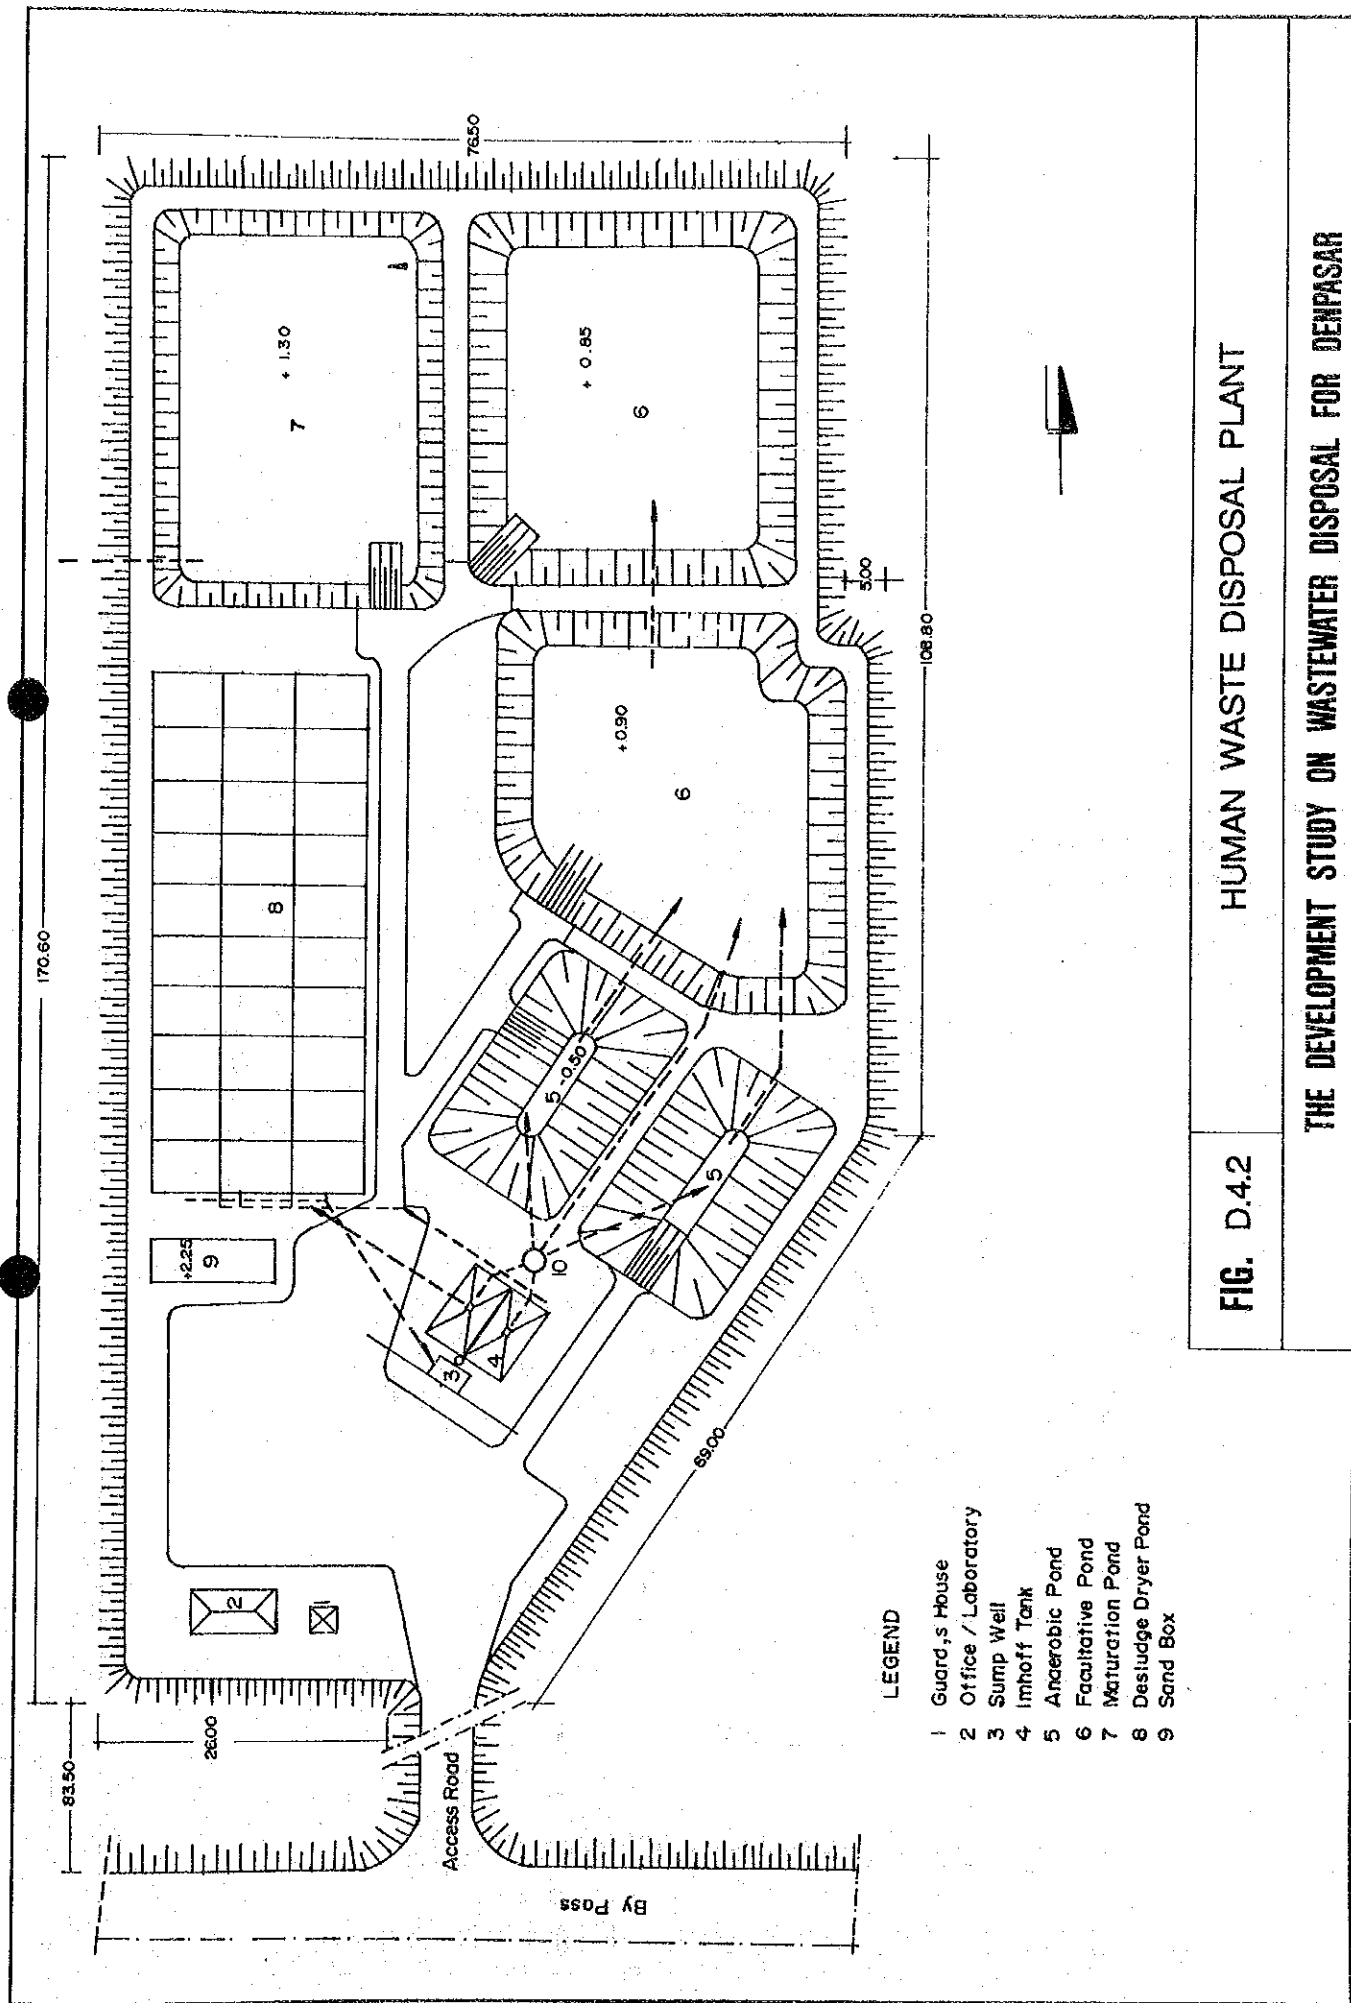 170.60
83.50
76.50
26.00
7
+ 1.30
+ 0.85
6
5.00
108.80
8
+0.90
6
+2.25
9
5 -0.50
5
10
3
4
69.00
2
1
Access Road
By Pass
LEGEND
1 Guard,s House
2 Office / Laboratory
3 Sump Well
4 Imhoff Tank
5 Anaerobic Pond
6 Facultative Pond
7 Maturation Pond
8 Desludge Dryer Pond
9 Sand Box
FIG. D.4.2
HUMAN WASTE DISPOSAL PLANT
THE DEVELOPMENT STUDY ON WASTEWATER DISPOSAL FOR DENPASAR